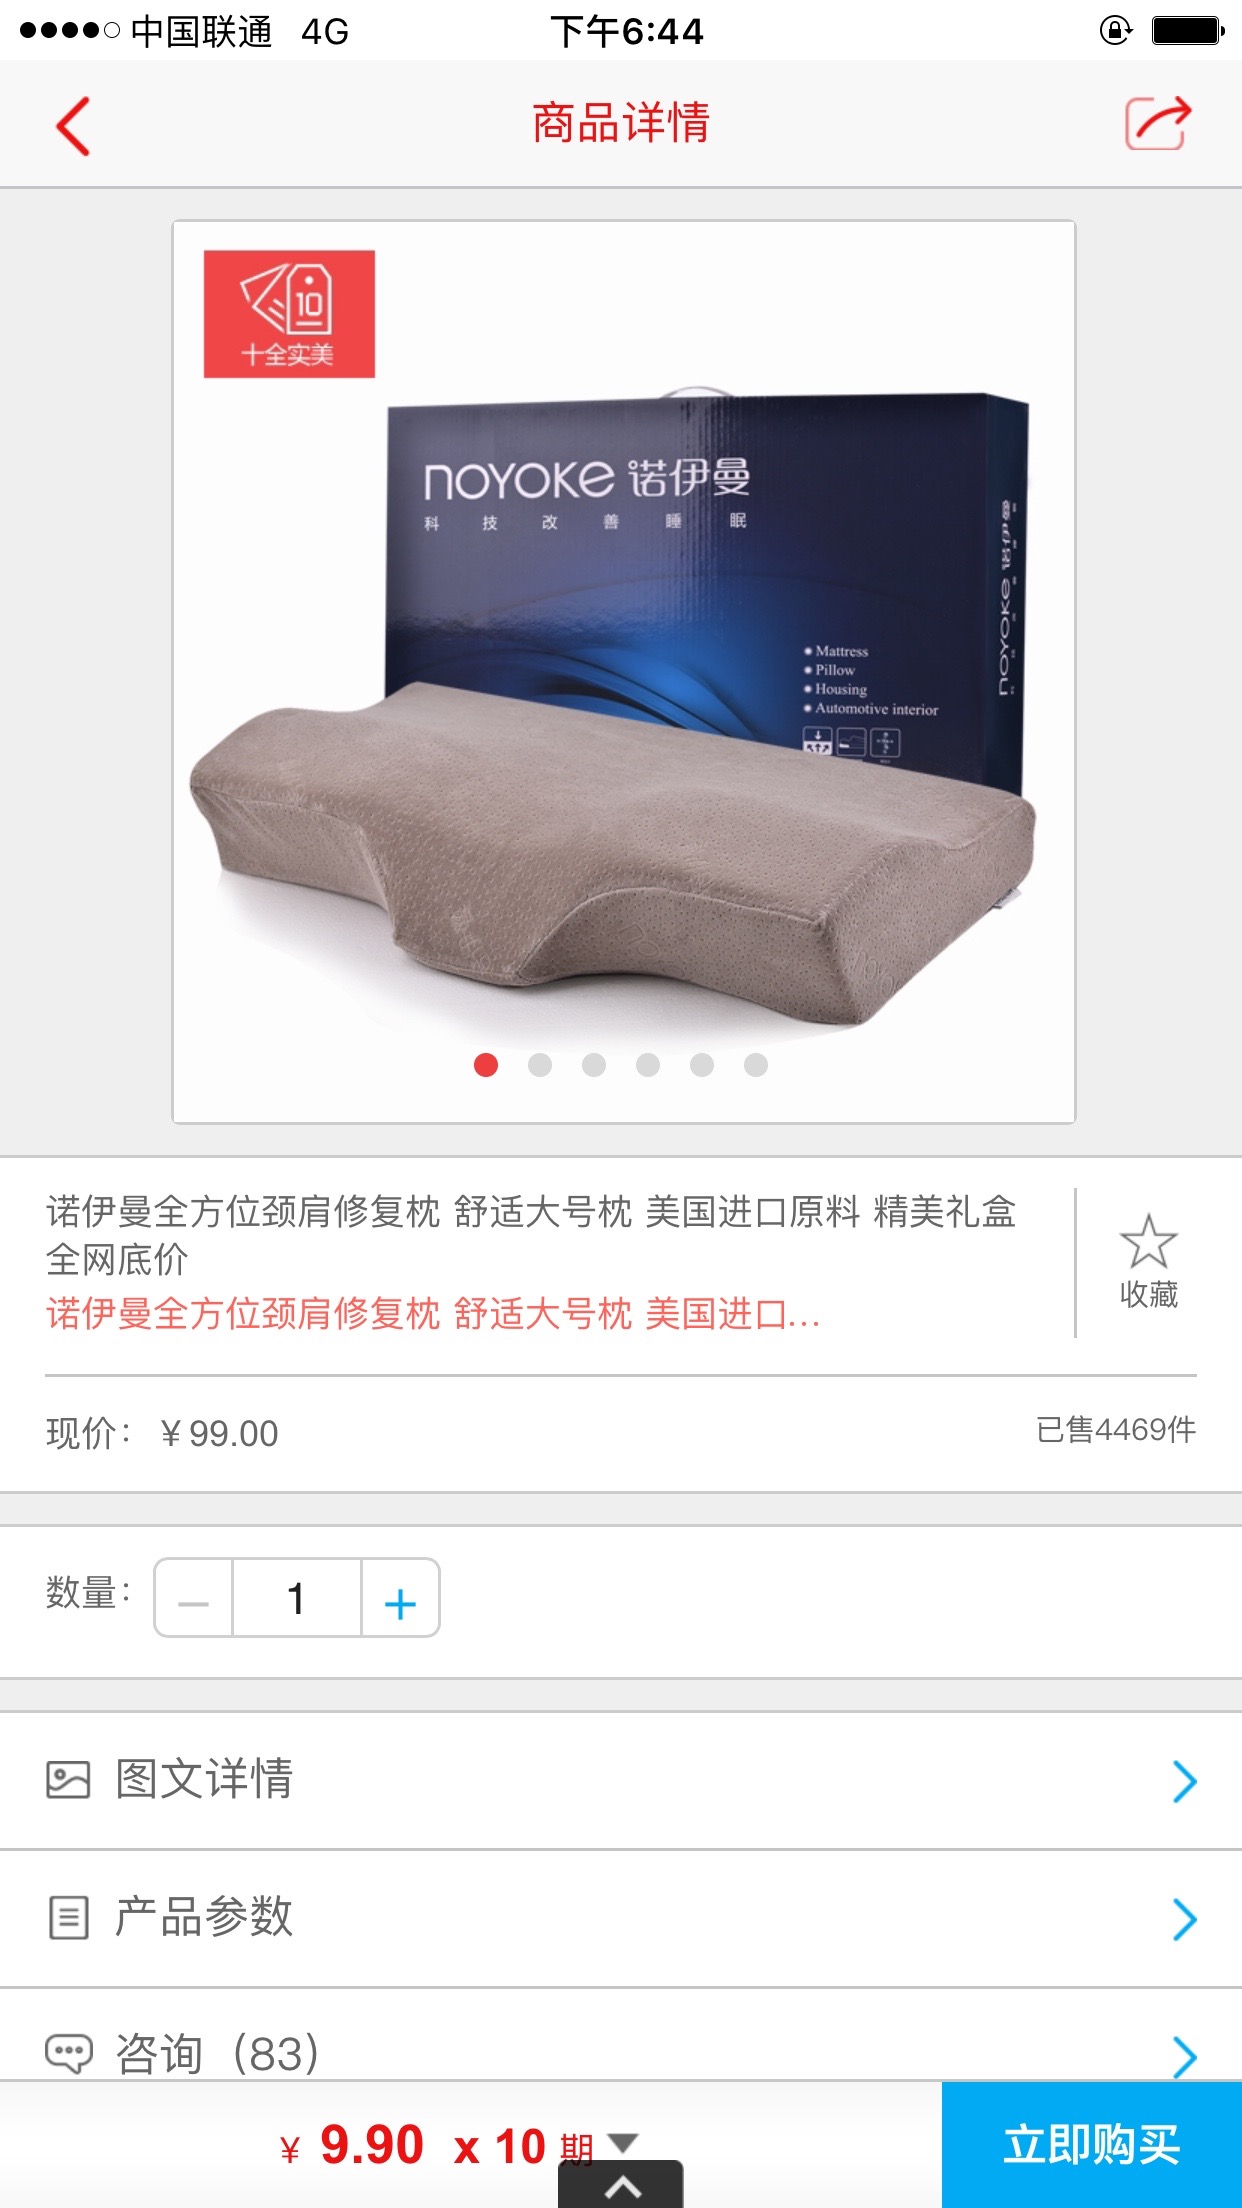 中国联通 4G 下午6:44
商品详情
10
十全实美
noyoke 诺伊曼
科技改善睡眠
noyoke 诺伊曼
Mattress
Pillow
Housing
Automotive interior
诺伊曼全方位颈肩修复枕 舒适大号枕 美国进口原料 精美礼盒
全网底价
诺伊曼全方位颈肩修复枕 舒适大号枕 美国进口...
收藏
现价： ¥ 99.00
已售4469件
数量： 1
图文详情
产品参数
咨询（83）
¥ 9.90 x 10 期
立即购买